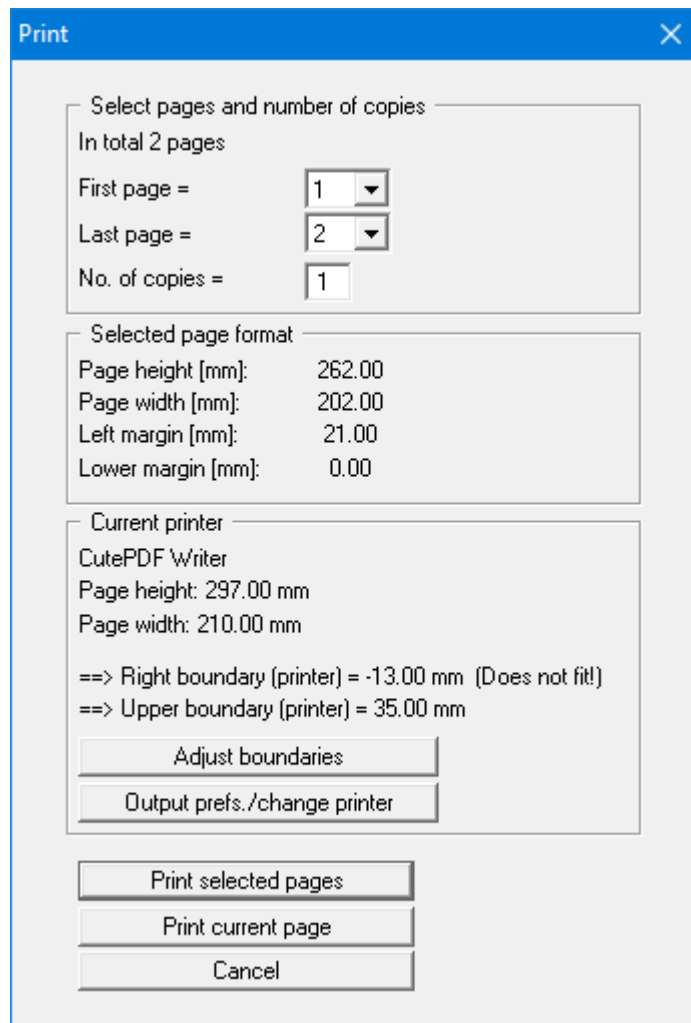 Print
Select pages and number of copies
In total 2 pages
First page = 1
Last page = 2
No. of copies = 1
Selected page format
Page height [mm]: 262.00
Page width [mm]: 202.00
Left margin [mm]: 21.00
Lower margin [mm]: 0.00
Current printer
CutePDF Writer
Page height: 297.00 mm
Page width: 210.00 mm
==> Right boundary (printer) = -13.00 mm (Does not fit!)
==> Upper boundary (printer) = 35.00 mm
Adjust boundaries
Output prefs./change printer
Print selected pages
Print current page
Cancel